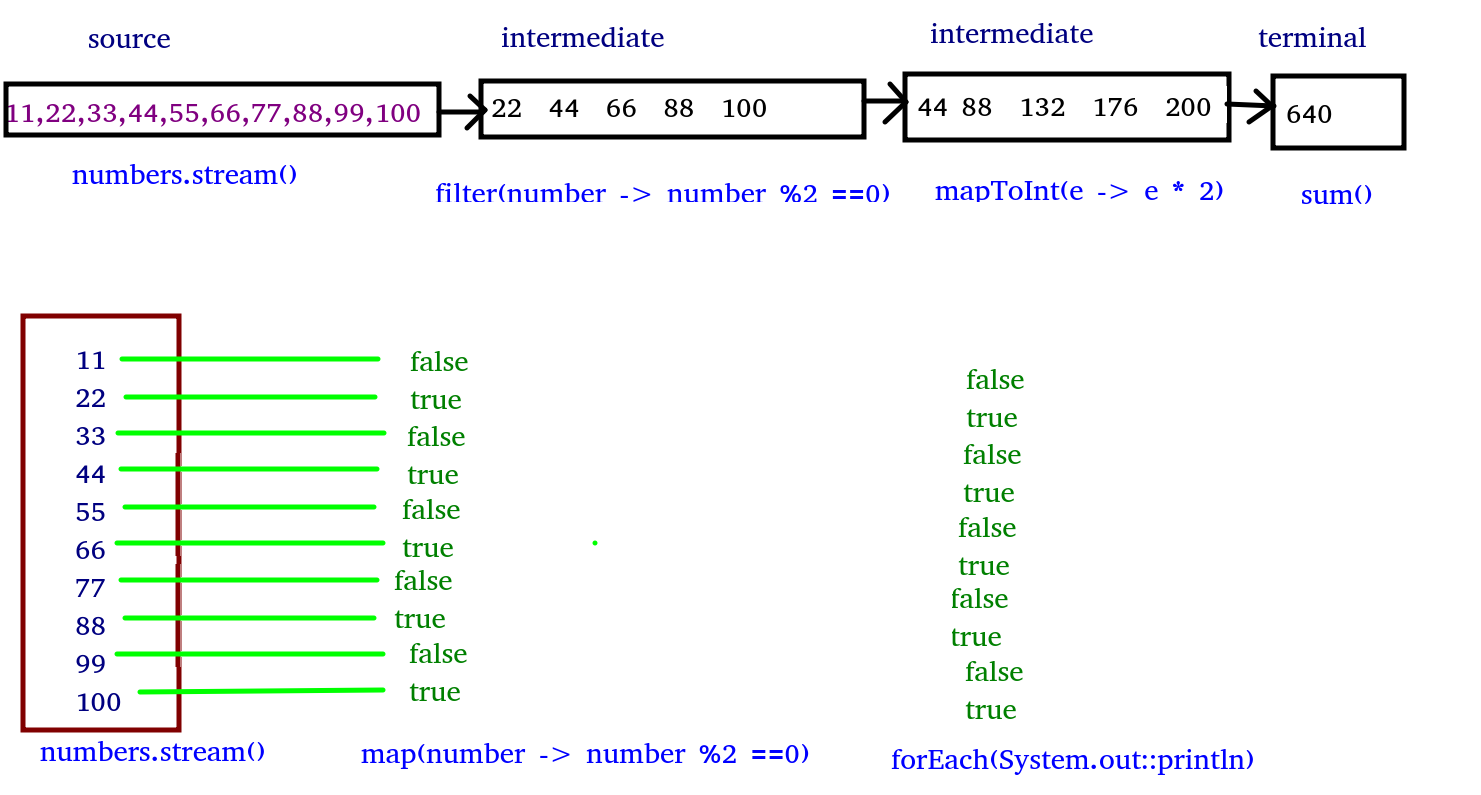 source intermediate intermediate terminal
11,22,33,44,55,66,77,88,99,100 22 44 66 88 100 44 88 132 176 200 640
numbers.stream() filter(number -> number %2 ==0) mapToInt(e -> e * 2) sum()
11 false false
22 true true
33 false false
44 true true
55 false false
66 true true
77 false false
88 true true
99 false false
100 true true
numbers.stream() map(number -> number %2 ==0) forEach(System.out::println)